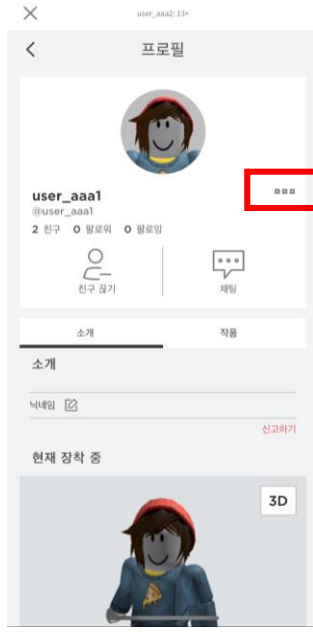 user_aaa2: 13+
프로필
user_aaa1
@user_aaa1
2 친구 0 팔로워 0 팔로잉
친구 끊기
채팅
소개 작품
소개
닉네임
신고하기
현재 장착 중
3D